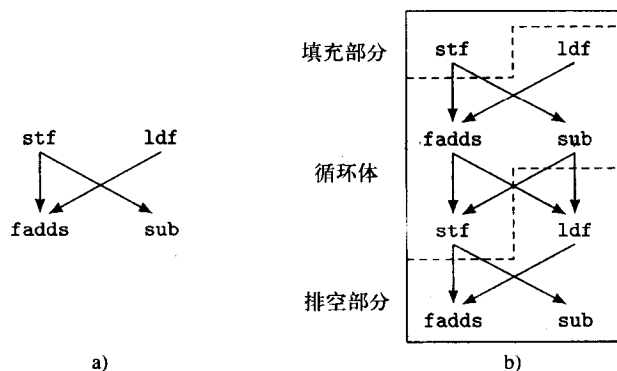 stf ldf
fadds sub
a)
填充部分 stf ldf
fadds sub
循环体
stf ldf
排空部分 fadds sub
b)